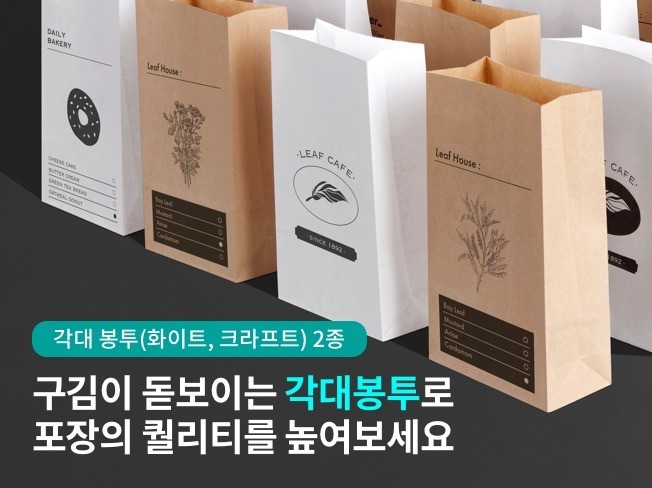 DAILY
BAKERY
CHEESE CAKE
BUTTER CREAM
GREEN TEA BREAD
OATMEAL DONUT
Leaf House :
Bay Leaf
Mustard
Anise
Cardamom
·LEAF CAFE·
·SINCE 1892·
Leaf House :
Bay Leaf
Mustard
Anise
Cardamom
CAFE·
1892·
각대 봉투(화이트, 크라프트) 2종
구김이 돋보이는 각대봉투로
포장의 퀄리티를 높여보세요